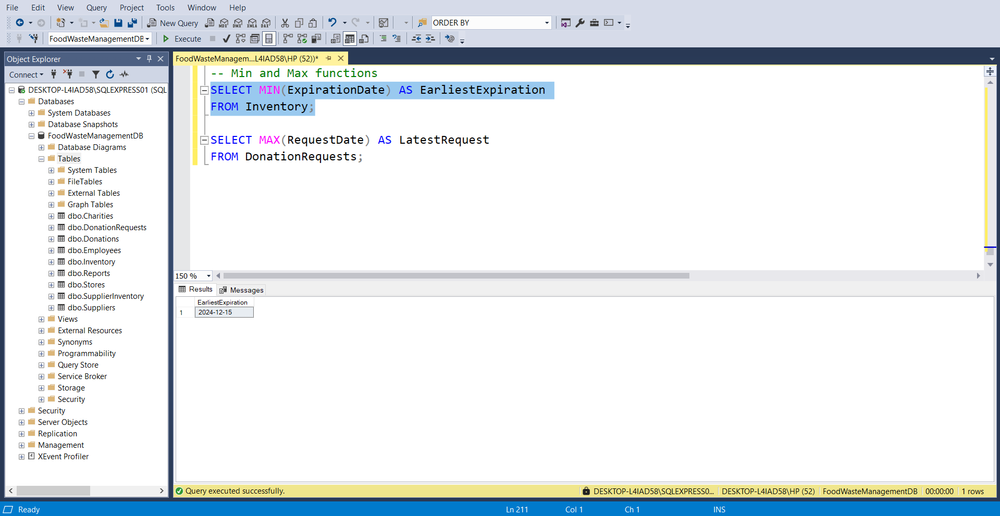 File Edit View Query Project Tools Window Help
New Query MDX DMX XMLA DAX ORDER BY
FoodWasteManagementDB Execute
Object Explorer
Connect
DESKTOP-L4IAD58\SQLEXPRESS01 (SQL
Databases
System Databases
Database Snapshots
FoodWasteManagementDB
Database Diagrams
Tables
System Tables
FileTables
External Tables
Graph Tables
dbo.Charities
dbo.DonationRequests
dbo.Donations
dbo.Employees
dbo.Inventory
dbo.Reports
dbo.Stores
dbo.SupplierInventory
dbo.Suppliers
Views
External Resources
Synonyms
Programmability
Query Store
Service Broker
Storage
Security
Security
Server Objects
Replication
Management
XEvent Profiler
FoodWasteManagem...L4IAD58\HP (52))*
-- Min and Max functions
SELECT MIN(ExpirationDate) AS EarliestExpiration
FROM Inventory;
SELECT MAX(RequestDate) AS LatestRequest
FROM DonationRequests;
150 %
Results Messages
EarliestExpiration
1 2024-12-15
Query executed successfully. DESKTOP-L4IAD58\SQLEXPRESS0... DESKTOP-L4IAD58\HP (52) FoodWasteManagementDB 00:00:00 1 rows
Ready Ln 211 Col 1 Ch 1 INS